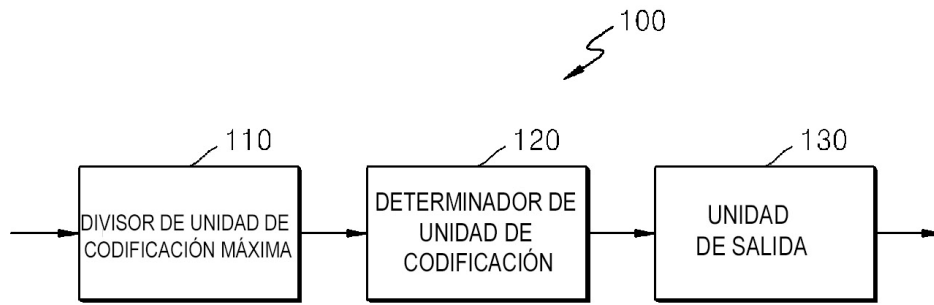 100
110
120
130
DIVISOR DE UNIDAD DE
CODIFICACIÓN MÁXIMA
DETERMINADOR DE
UNIDAD DE
CODIFICACIÓN
UNIDAD
DE SALIDA